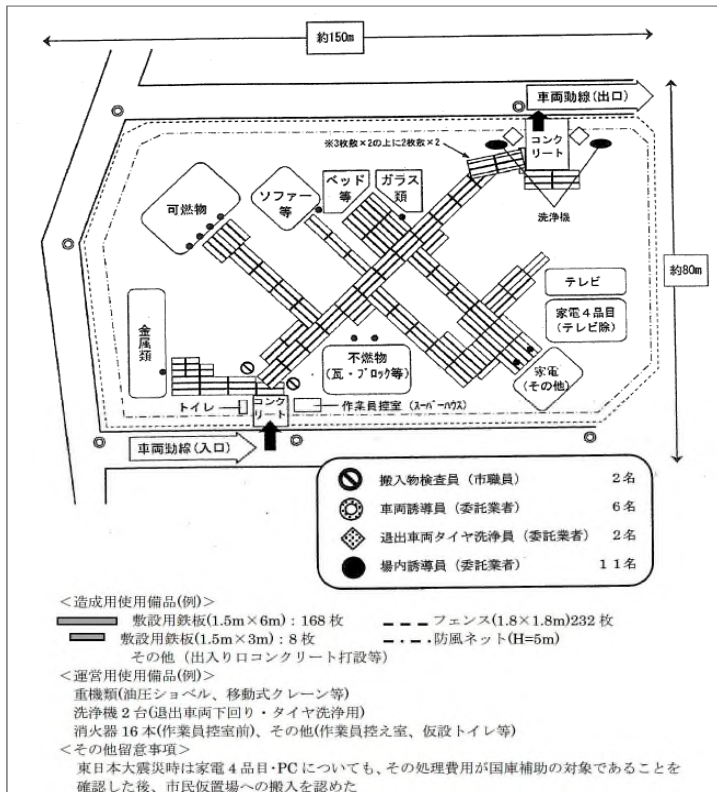 約150m
車両動線(出口)
コンク
リート
※3枚敷×2の上に2枚敷×2
洗浄機
可燃物
ソファー
等
ベッド
等
ガラス
類
約80m
テレビ
家電４品目
(テレビ除)
家電
(その他)
金属類
不燃物
(瓦・ブロック等)
トイレ
コンク
リート
作業員控室 (スーパーハウス)
車両動線(入口)
搬入物検査員（市職員） 2名
車両誘導員（委託業者） 6名
退出車両タイヤ洗浄員（委託業者） 2名
場内誘導員（委託業者） 11名
＜造成用使用備品(例)＞
敷設用鉄板(1.5m×6m)：168 枚
フェンス(1.8×1.8m)232 枚
敷設用鉄板(1.5m×3m)：8 枚
防風ネット(H=5m)
その他（出入り口コンクリート打設等）
＜運営用使用備品(例)＞
重機類(油圧ショベル、移動式クレーン等)
洗浄機 2 台(退出車両下回り・タイヤ洗浄用)
消火器 16 本(作業員控室前)、その他(作業員控え室、仮設トイレ等)
＜その他留意事項＞
東日本大震災時は家電 4 品目・PC についても、その処理費用が国庫補助の対象であることを
確認した後、市民仮置場への搬入を認めた